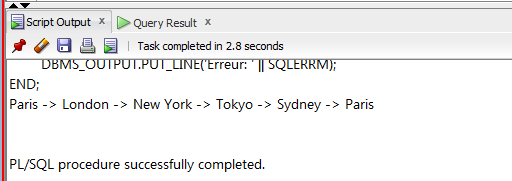 Script Output x Query Result x
Task completed in 2.8 seconds
DBMS_OUTPUT.PUT_LINE('Erreur: ' || SQLERRM);
END;
Paris -> London -> New York -> Tokyo -> Sydney -> Paris
PL/SQL procedure successfully completed.